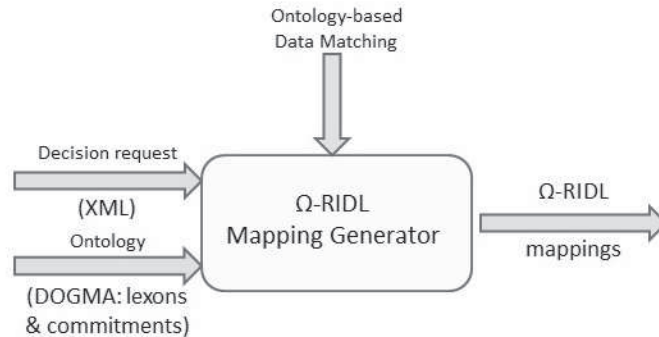 Ontology-based
Data Matching
Decision request
(XML)
Ontology
(DOGMA: lexons
& commitments)
Ω-RIDL
Mapping Generator
Ω-RIDL
mappings